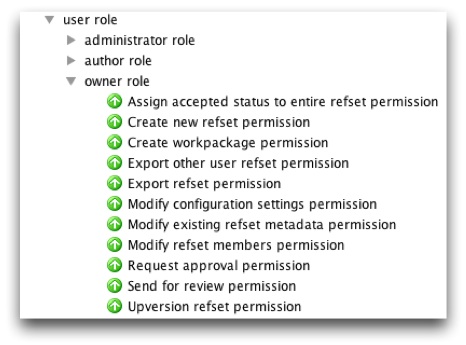 user role
administrator role
author role
owner role
Assign accepted status to entire refset permission
Create new refset permission
Create workpackage permission
Export other user refset permission
Export refset permission
Modify configuration settings permission
Modify existing refset metadata permission
Modify refset members permission
Request approval permission
Send for review permission
Upversion refset permission